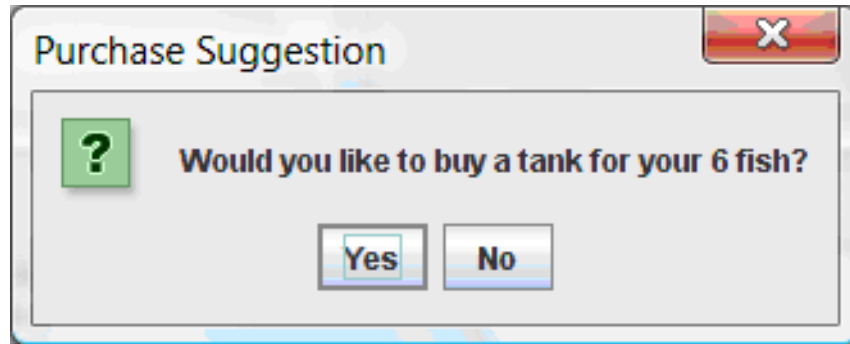 Purchase Suggestion
?
Would you like to buy a tank for your 6 fish?
Yes No